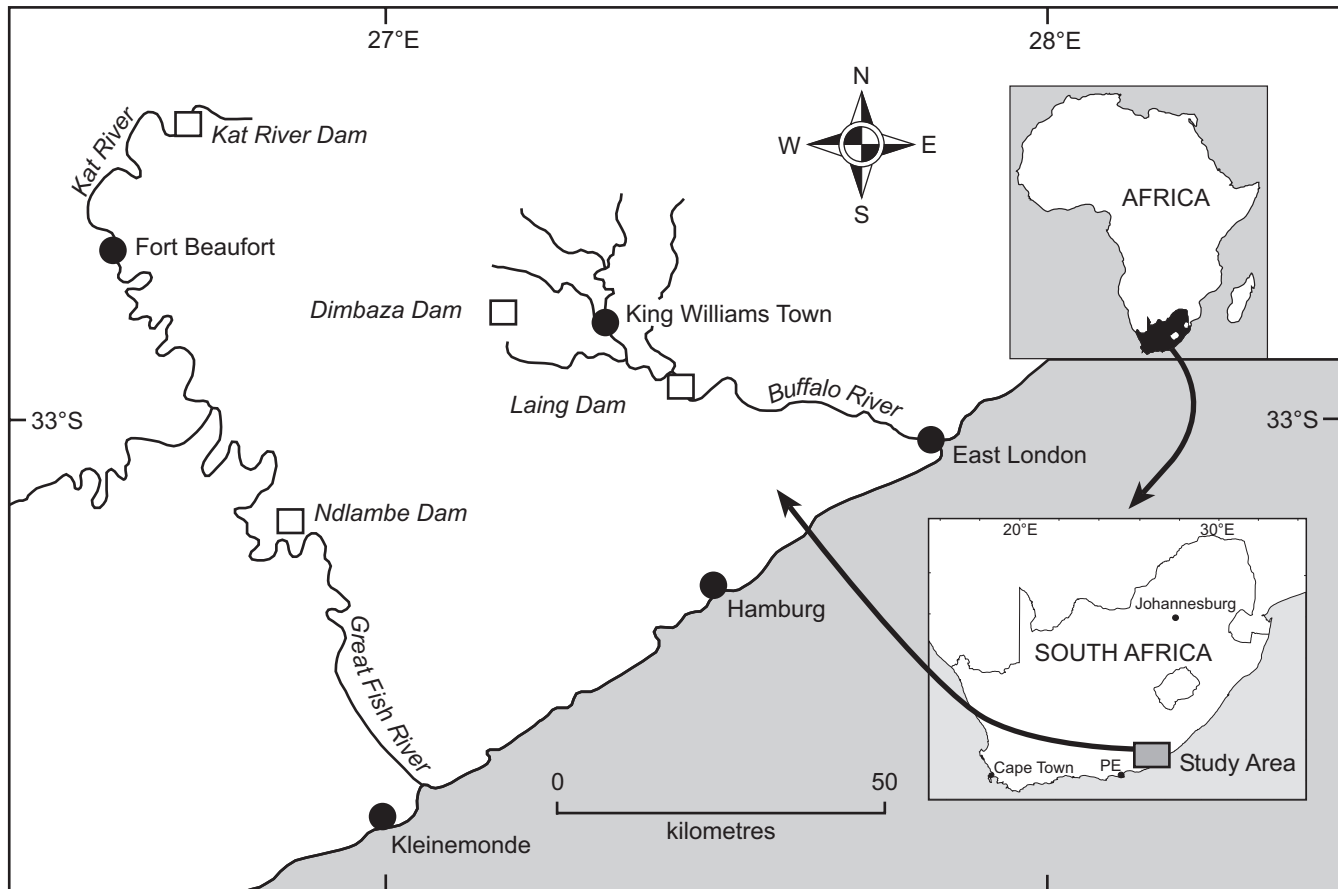 27°E
28°E
N
W
E
S
Kat River
Kat River Dam
AFRICA
Fort Beaufort
Dimbaza Dam
King Williams Town
Laing Dam
Buffalo River
33°S
33°S
East London
Ndlambe Dam
20°E
30°E
Johannesburg
Hamburg
SOUTH AFRICA
Great Fish River
Cape Town
PE
Study Area
0
50
kilometres
Kleinemonde